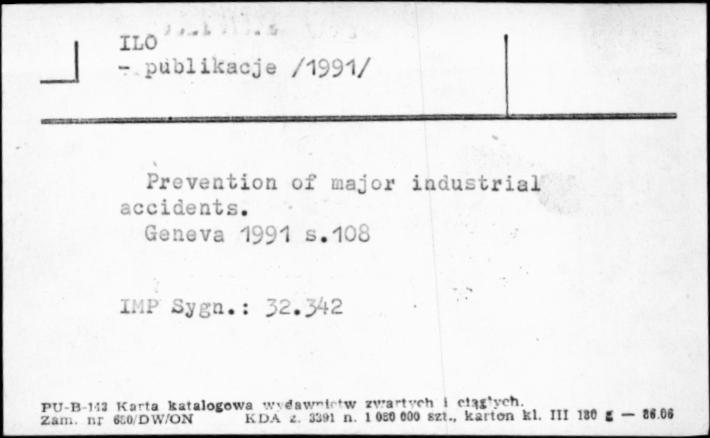 ILO
- publikacje /1991/
Prevention of major industrial
accidents.
Geneva 1991 s.108
IMP Sygn.: 32.342
PU-B-143 Karta katalogowa wydawnictw zwartych i ciągłych.
Zam. nr 680/DW/ON KDA z. 3391 n. 1 080 000 szt., karton kl. III 180 g — 86.06